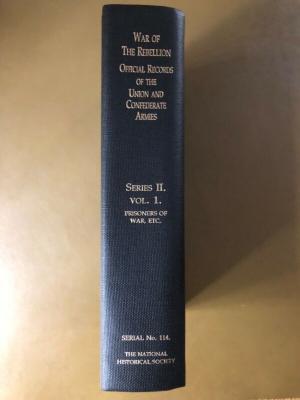 WAR OF
THE REBELLION
OFFICIAL RECORDS
OF THE
UNION AND
CONFEDERATE
ARMIES
SERIES II.
VOL. 1.
PRISONERS OF
WAR, ETC.
SERIAL No. 114.
THE NATIONAL
HISTORICAL SOCIETY